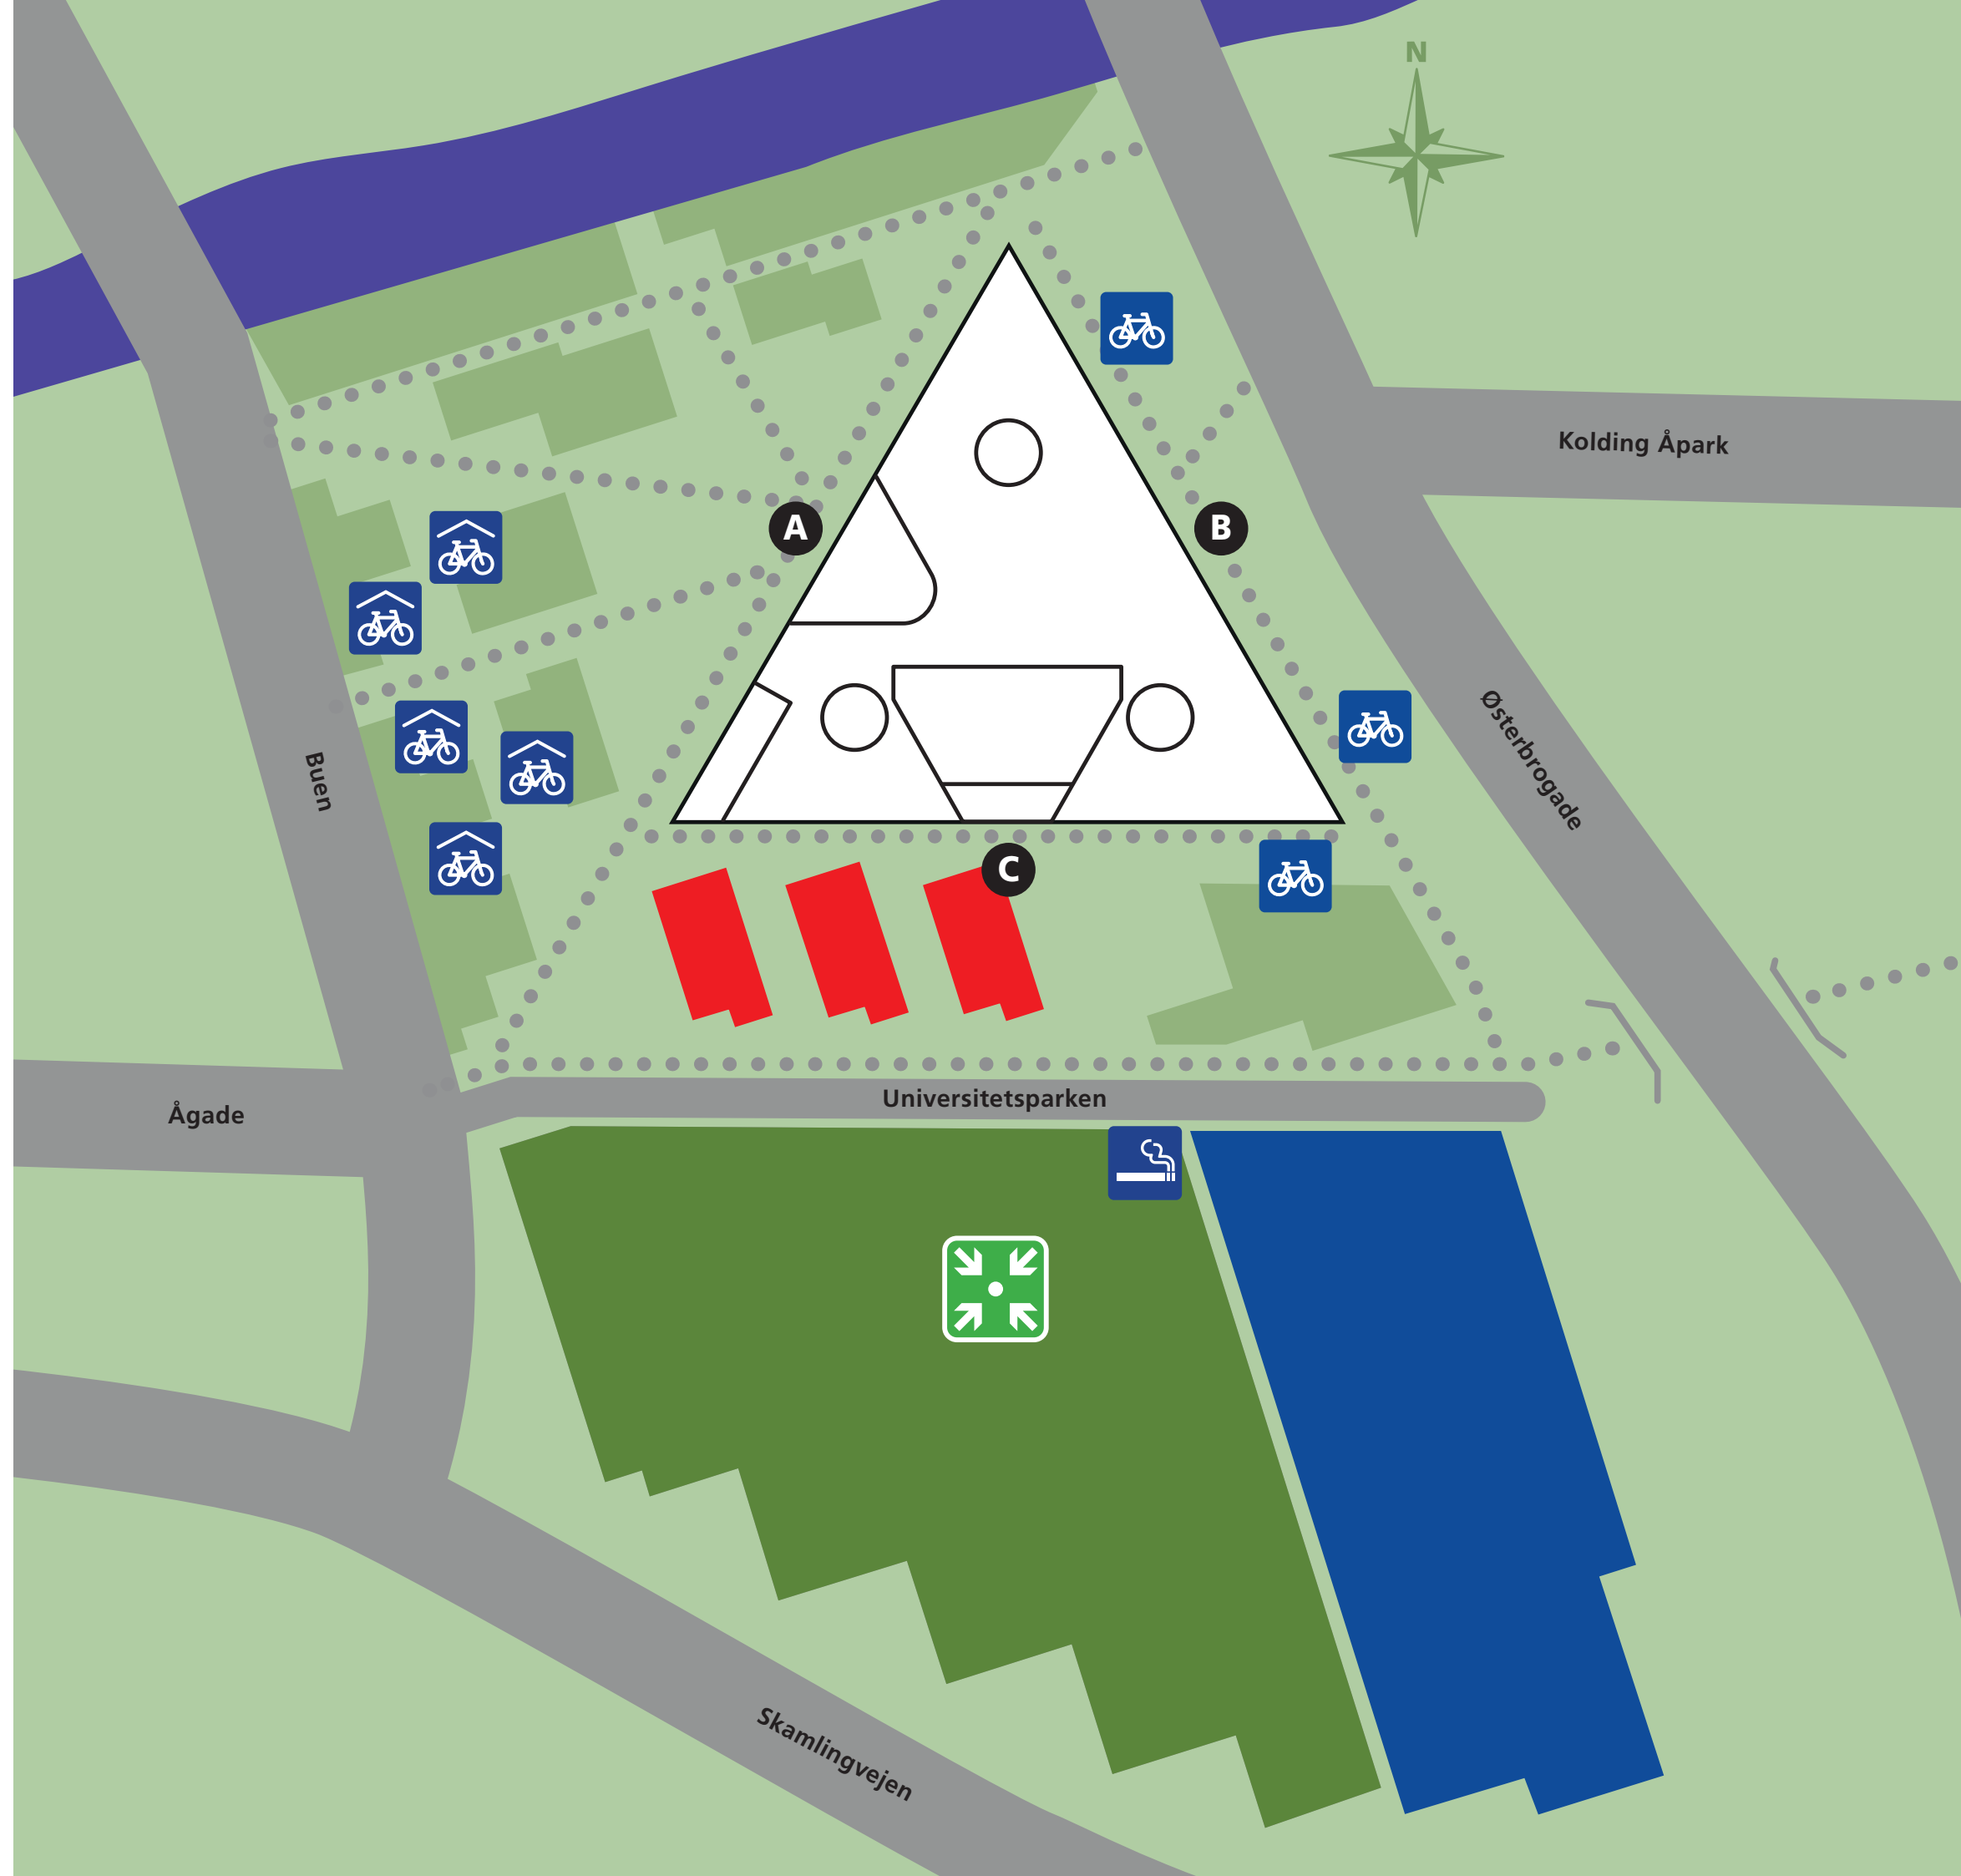 N
Kolding Åpark
A
B
Østerbrogade
Buen
C
Universitetsparken
Ågade
Skamlingvejen